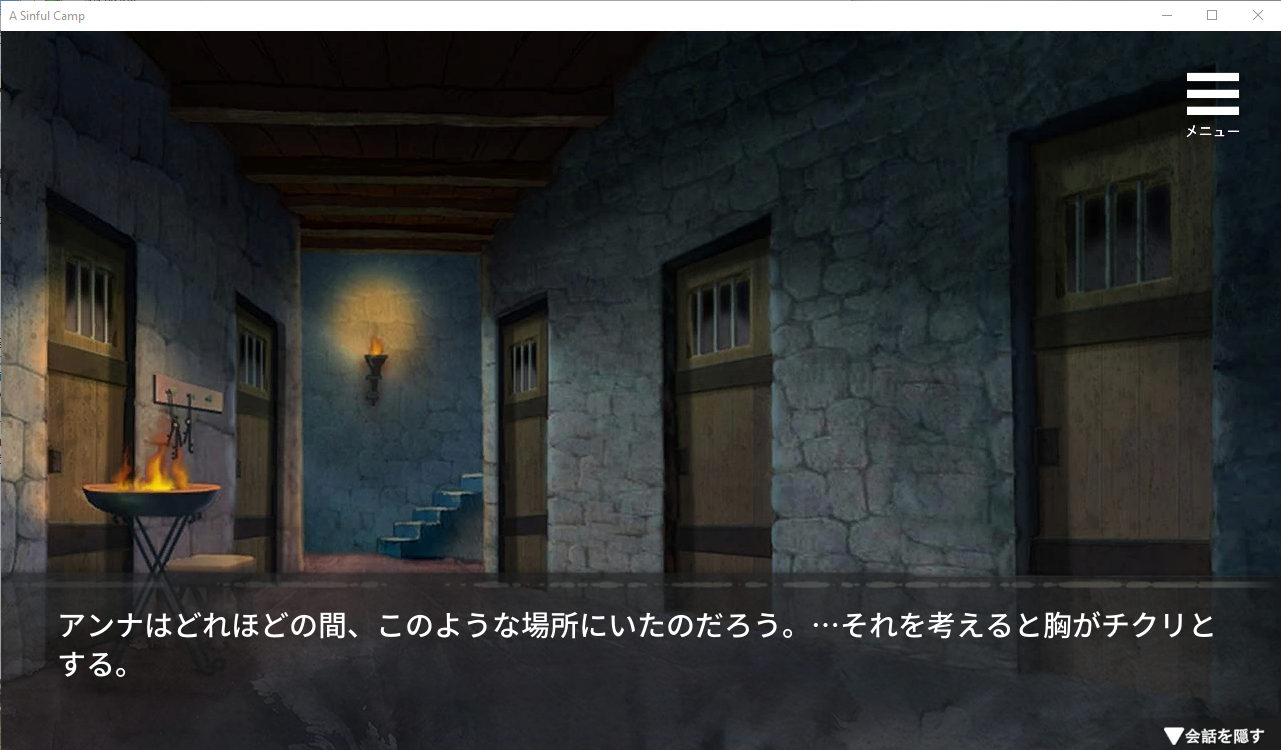 A Sinful Camp
メニュー
アンナはどれほどの間、このような場所にいたのだろう。…それを考えると胸がチクリと
する。
▼会話を隠す